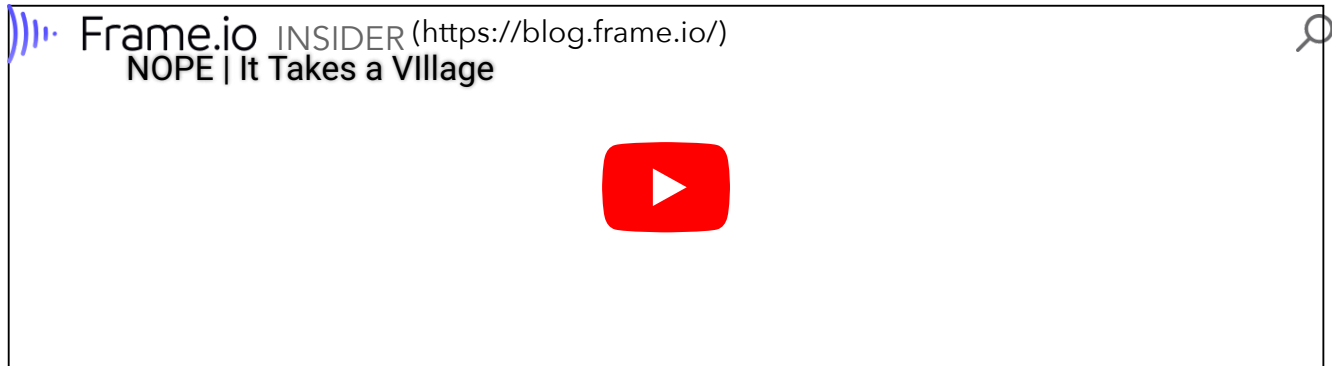 Frame.io INSIDER (https://blog.frame.io/)
NOPE | It Takes a VIllage